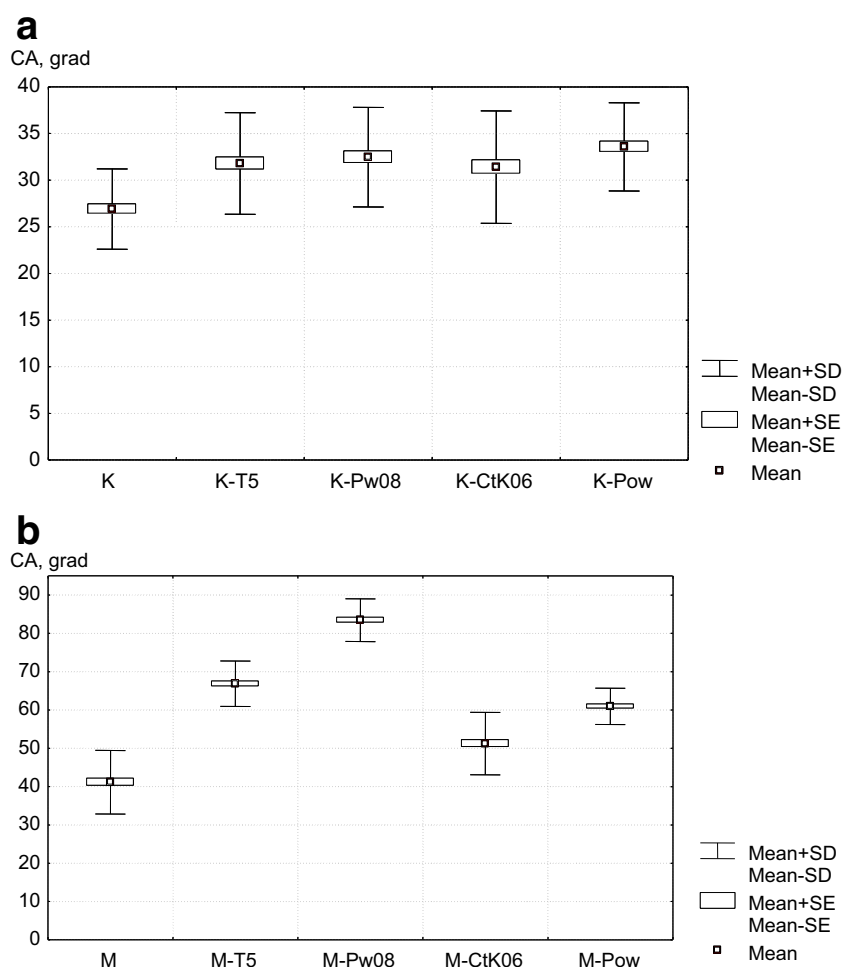 a
CA, grad
40
35
30
25
20
15
10
5
0
K K-T5 K-Pw08 K-CtK06 K-Pow
Mean+SD
Mean-SD
Mean+SE
Mean-SE
Mean
b
CA, grad
90
80
70
60
50
40
30
20
10
0
M M-T5 M-Pw08 M-CtK06 M-Pow
Mean+SD
Mean-SD
Mean+SE
Mean-SE
Mean